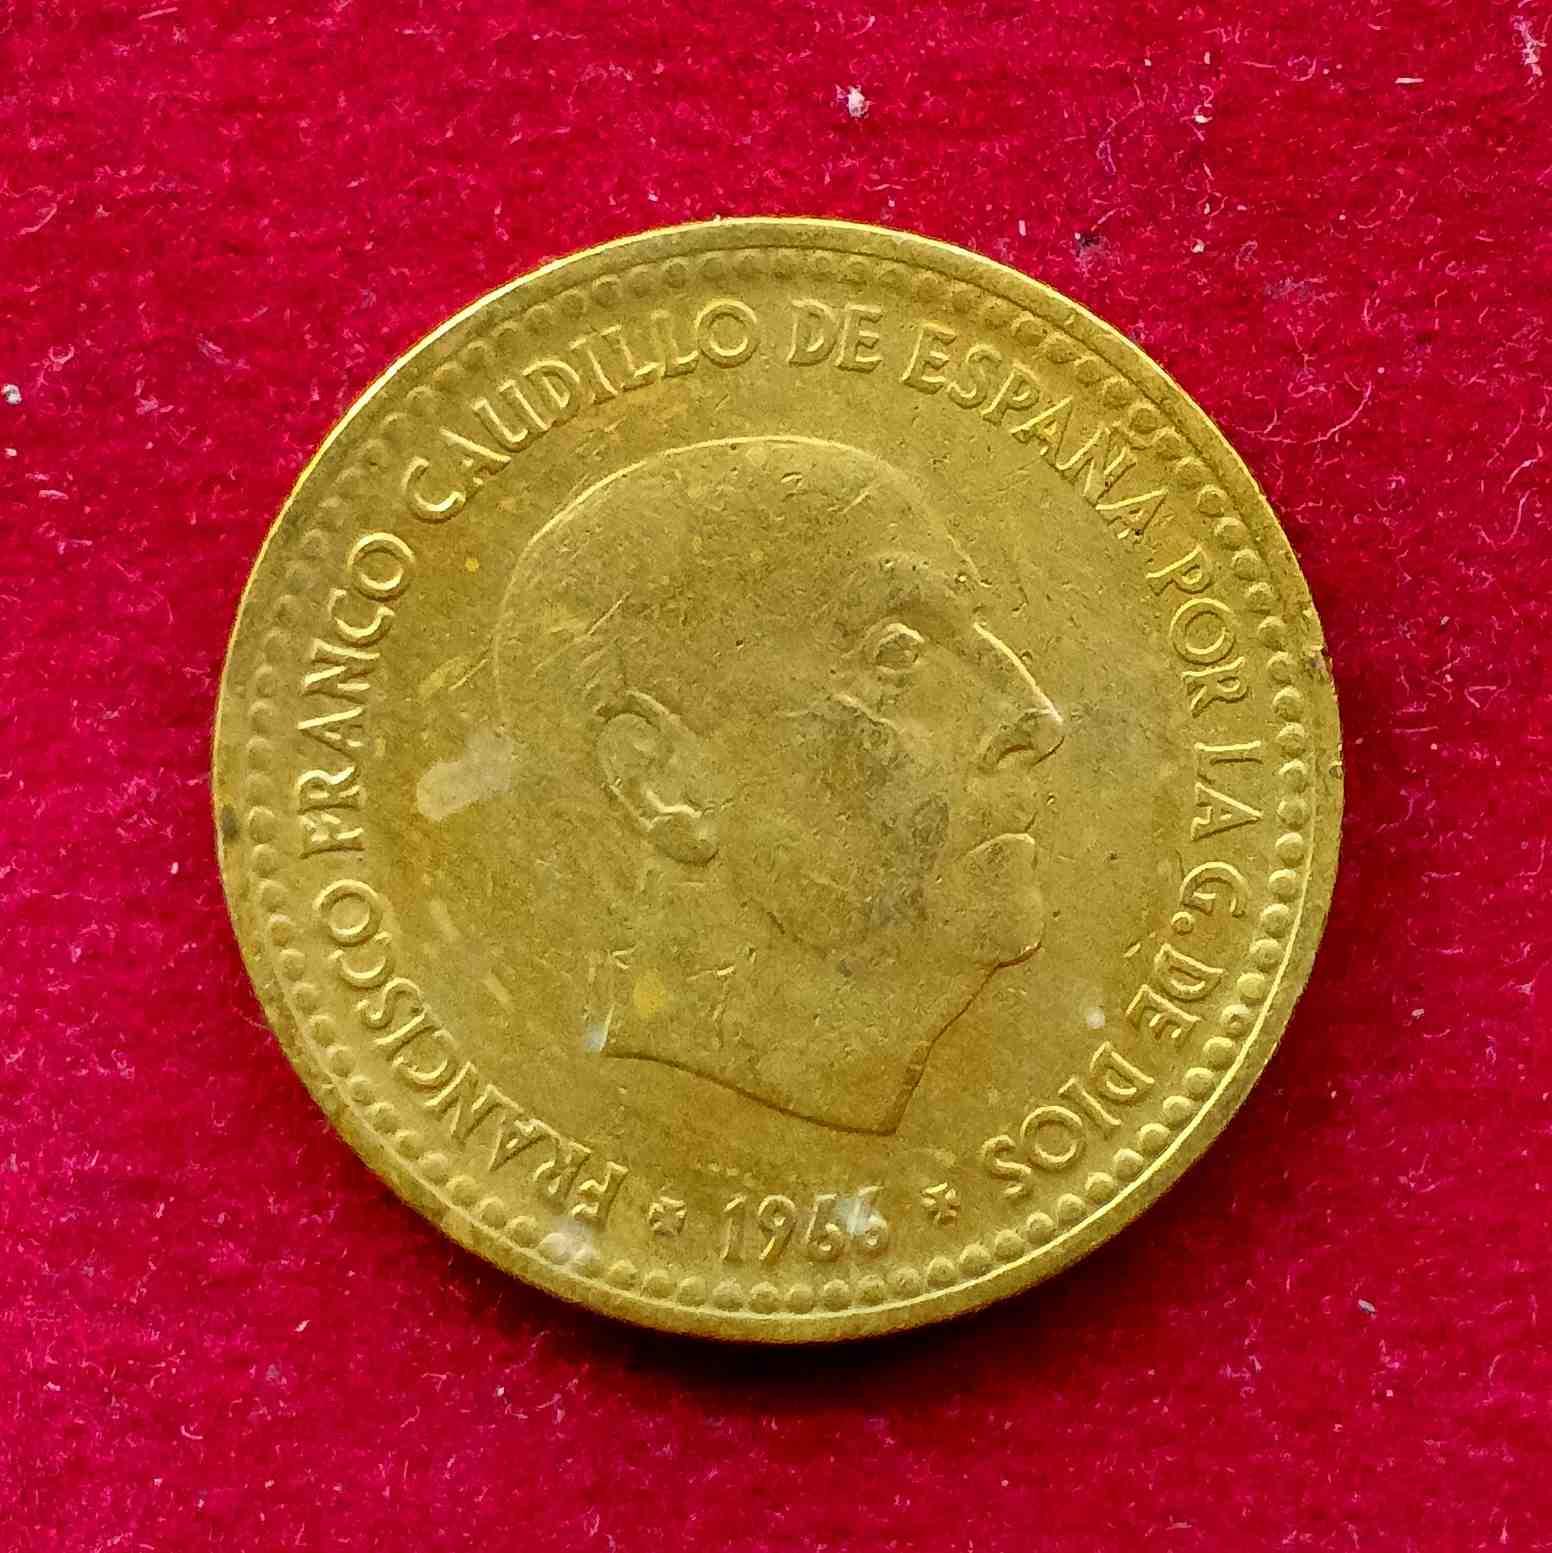 FRANCISCO FRANCO CAUDILLO DE ESPAÑA POR LA G. DE DIOS
1966